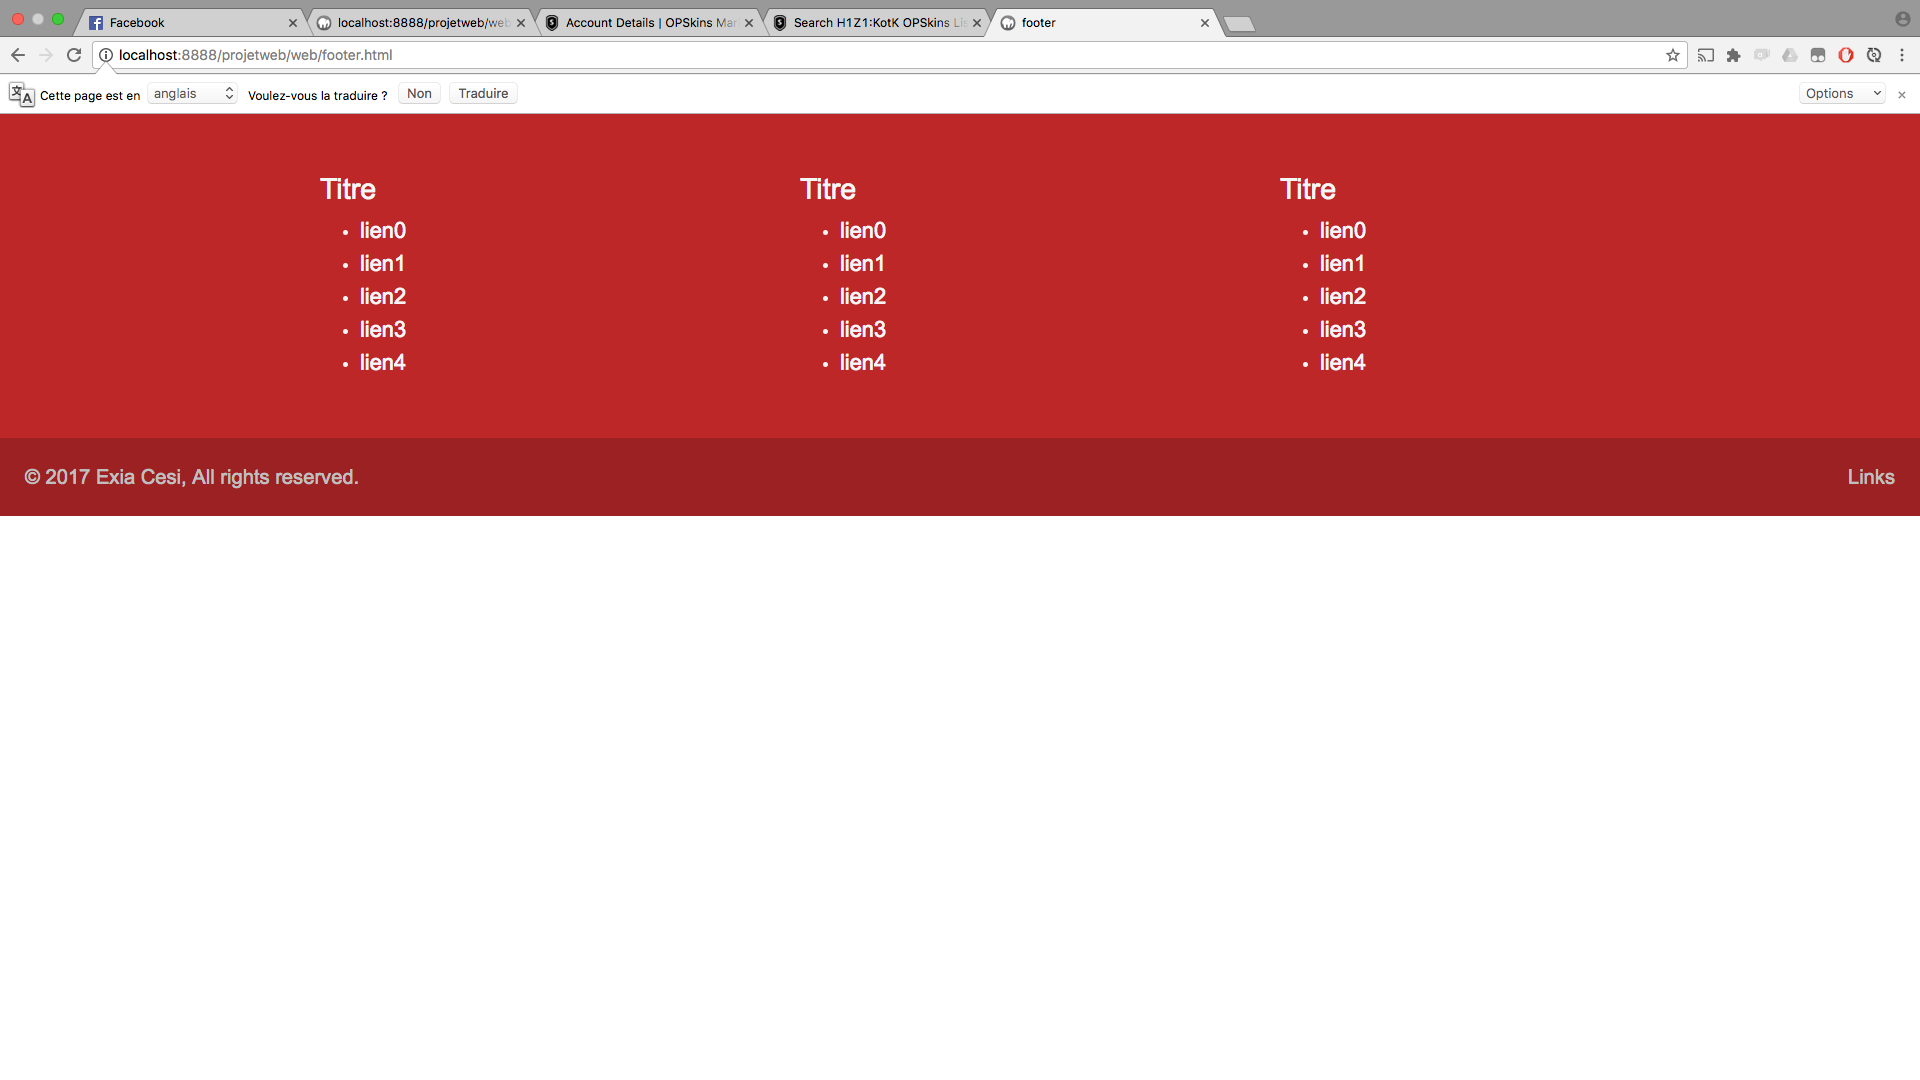 Facebook
localhost:8888/projetweb/web
Account Details | OPSkins Mar
Search H1Z1:KotK OPSkins Lis
footer
localhost:8888/projetweb/web/footer.html
Cette page est en anglais Voulez-vous la traduire ? Non Traduire Options
Titre Titre Titre
• lien0 • lien0 • lien0
• lien1 • lien1 • lien1
• lien2 • lien2 • lien2
• lien3 • lien3 • lien3
• lien4 • lien4 • lien4
© 2017 Exia Cesi, All rights reserved. Links